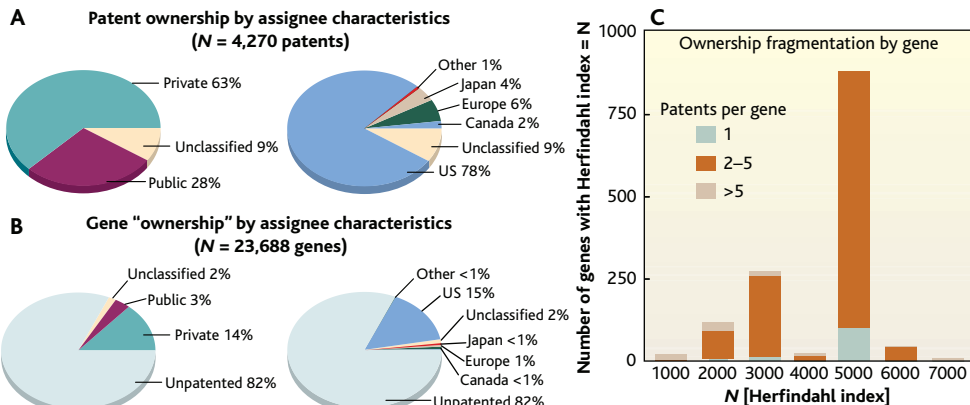 A
Patent ownership by assignee characteristics
(N = 4,270 patents)
Private 63%
Unclassified 9%
Public 28%
Other 1%
Japan 4%
Europe 6%
Canada 2%
Unclassified 9%
US 78%
B
Gene "ownership" by assignee characteristics
(N = 23,688 genes)
Unclassified 2%
Public 3%
Private 14%
Unpatented 82%
Other <1%
US 15%
Unclassified 2%
Japan <1%
Europe 1%
Canada <1%
Unpatented 82%
C
Ownership fragmentation by gene
Number of genes with Herfindahl index = N
1000
750
500
250
0
Patents per gene
1
2–5
>5
1000 2000 3000 4000 5000 6000 7000
N [Herfindahl index]